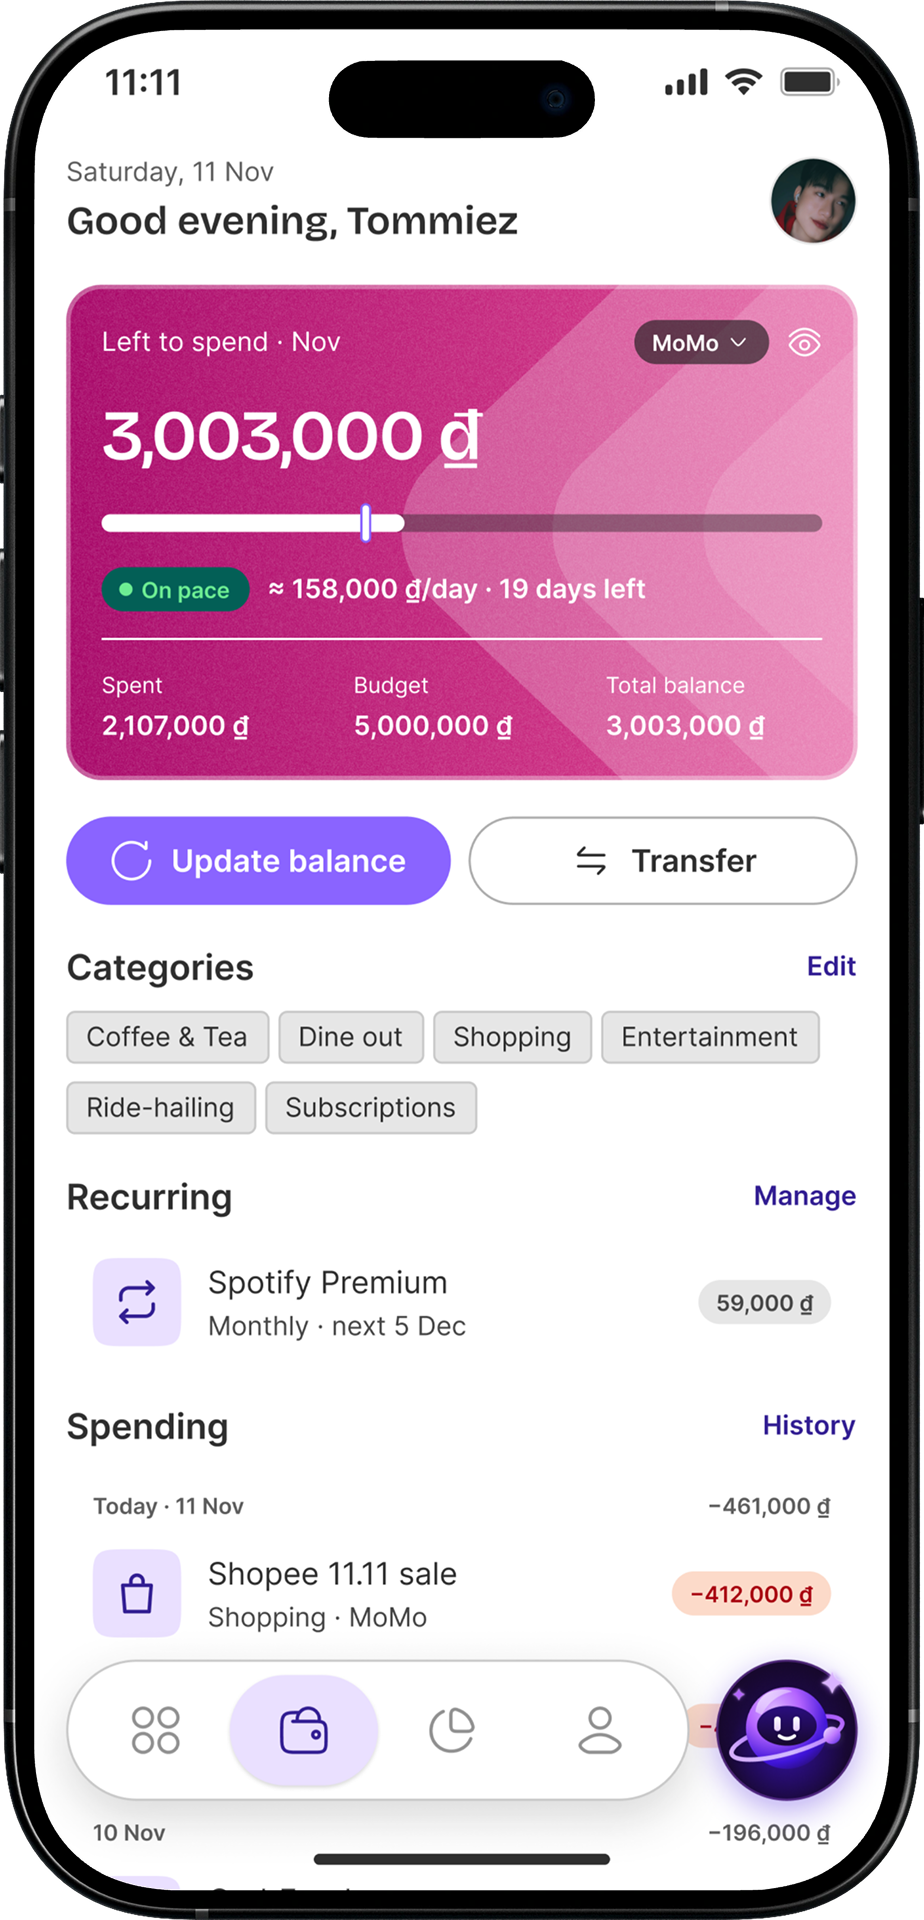 11:11
Saturday, 11 Nov
Good evening, Tommiez
Left to spend · Nov
MoMo
3,003,000 ₫
On pace
≈ 158,000 ₫/day · 19 days left
Spent
Budget
Total balance
2,107,000 ₫
5,000,000 ₫
3,003,000 ₫
Update balance
Transfer
Categories
Edit
Coffee & Tea
Dine out
Shopping
Entertainment
Ride-hailing
Subscriptions
Recurring
Manage
Spotify Premium
59,000 ₫
Monthly · next 5 Dec
Spending
History
Today · 11 Nov
−461,000 ₫
Shopee 11.11 sale
−412,000 ₫
Shopping · MoMo
10 Nov
−196,000 ₫